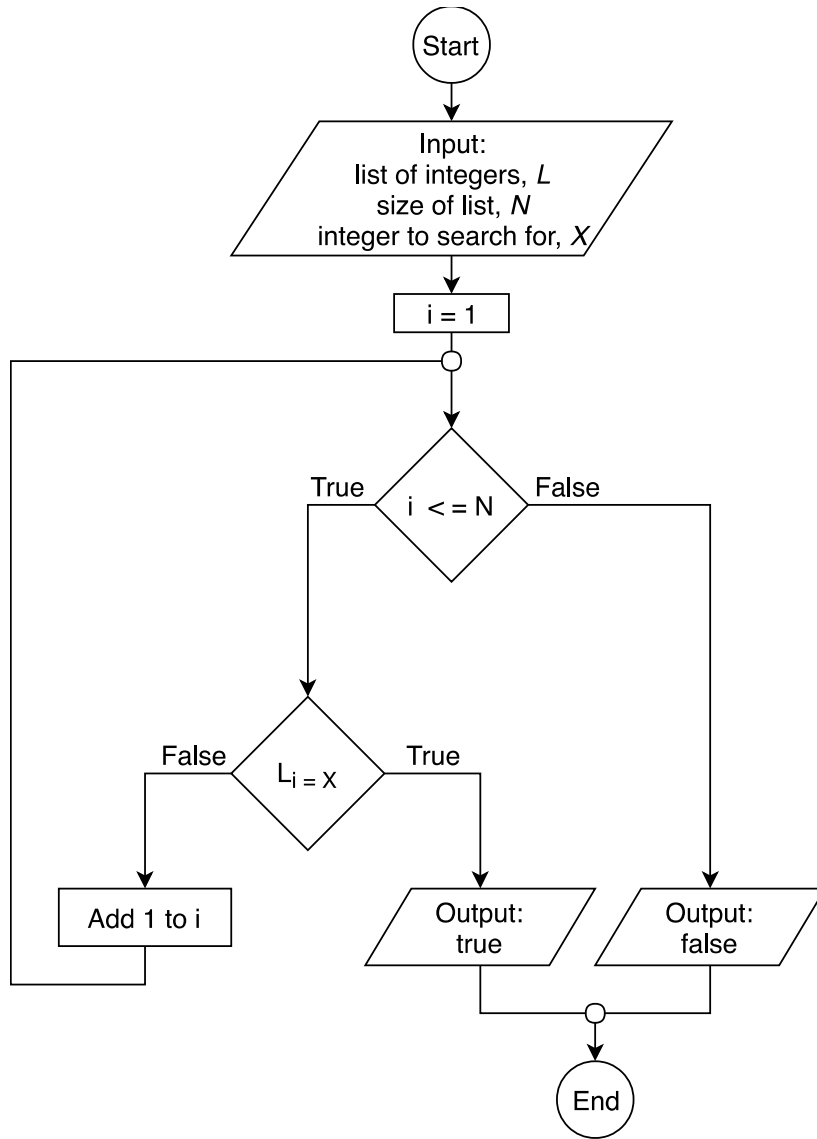 Start
Input:
list of integers, L
size of list, N
integer to search for, X
i = 1
True
False
i < = N
False
True
L i = X
Add 1 to i
Output:
true
Output:
false
End